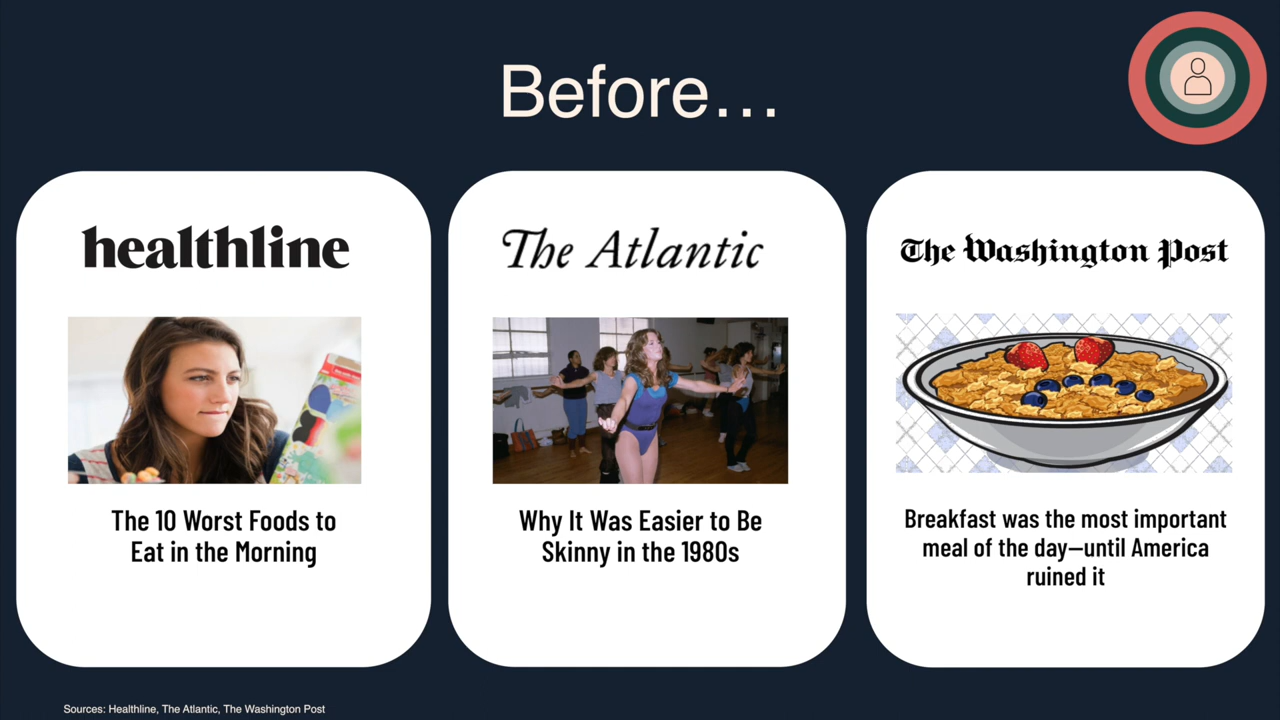 Before…
healthline
The 10 Worst Foods to
Eat in the Morning
The Atlantic
Why It Was Easier to Be
Skinny in the 1980s
The Washington Post
Breakfast was the most important
meal of the day—until America
ruined it
Sources: Healthline, The Atlantic, The Washington Post